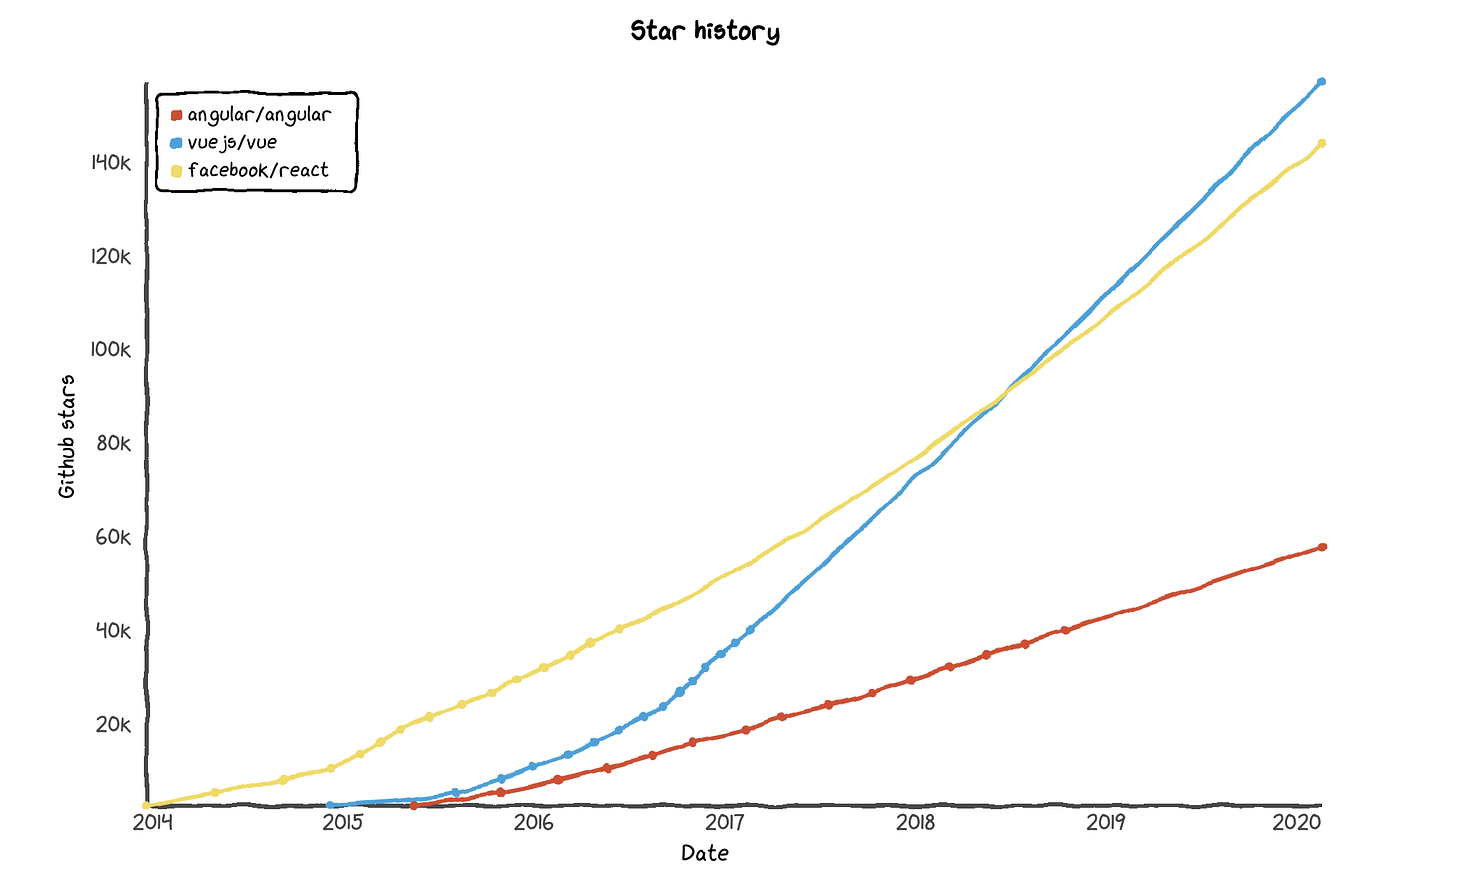 Star history
angular/angular
vuejs/vue
facebook/react
140k
120k
100k
80k
60k
40k
20k
Github stars
2014 2015 2016 2017 2018 2019 2020
Date